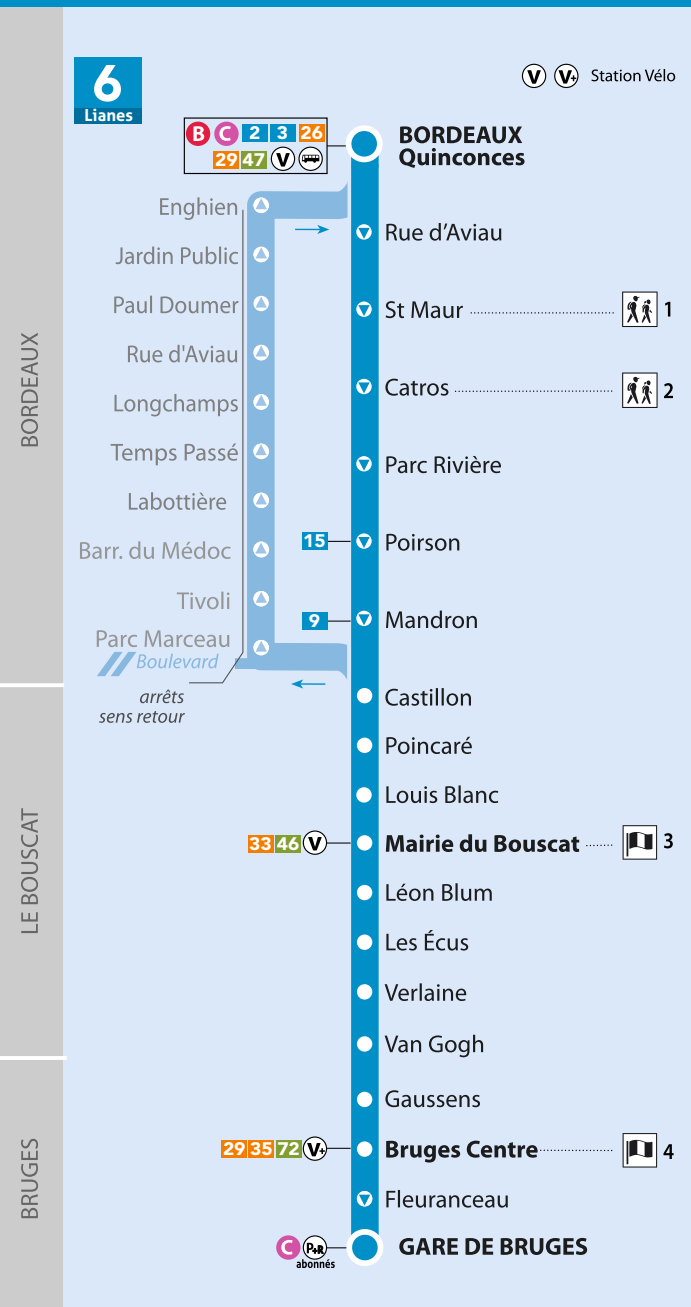 6
Lianes
V V+ Station Vélo
B C 2 3 26
29 47 V
BORDEAUX
Quinconces
Enghien
Jardin Public
Paul Doumer
Rue d'Aviau
Longchamps
Temps Passé
Labottière
Barr. du Médoc
Tivoli
Parc Marceau
Boulevard
arrêts
sens retour
Rue d’Aviau
St Maur 1
Catros 2
Parc Rivière
15 Poirson
9 Mandron
Castillon
Poincaré
Louis Blanc
33 46 V Mairie du Bouscat 3
Léon Blum
Les Écus
Verlaine
Van Gogh
Gaussens
29 35 72 V+ Bruges Centre 4
Fleuranceau
C P+R GARE DE BRUGES
abonnés
BORDEAUX
LE BOUSCAT
BRUGES